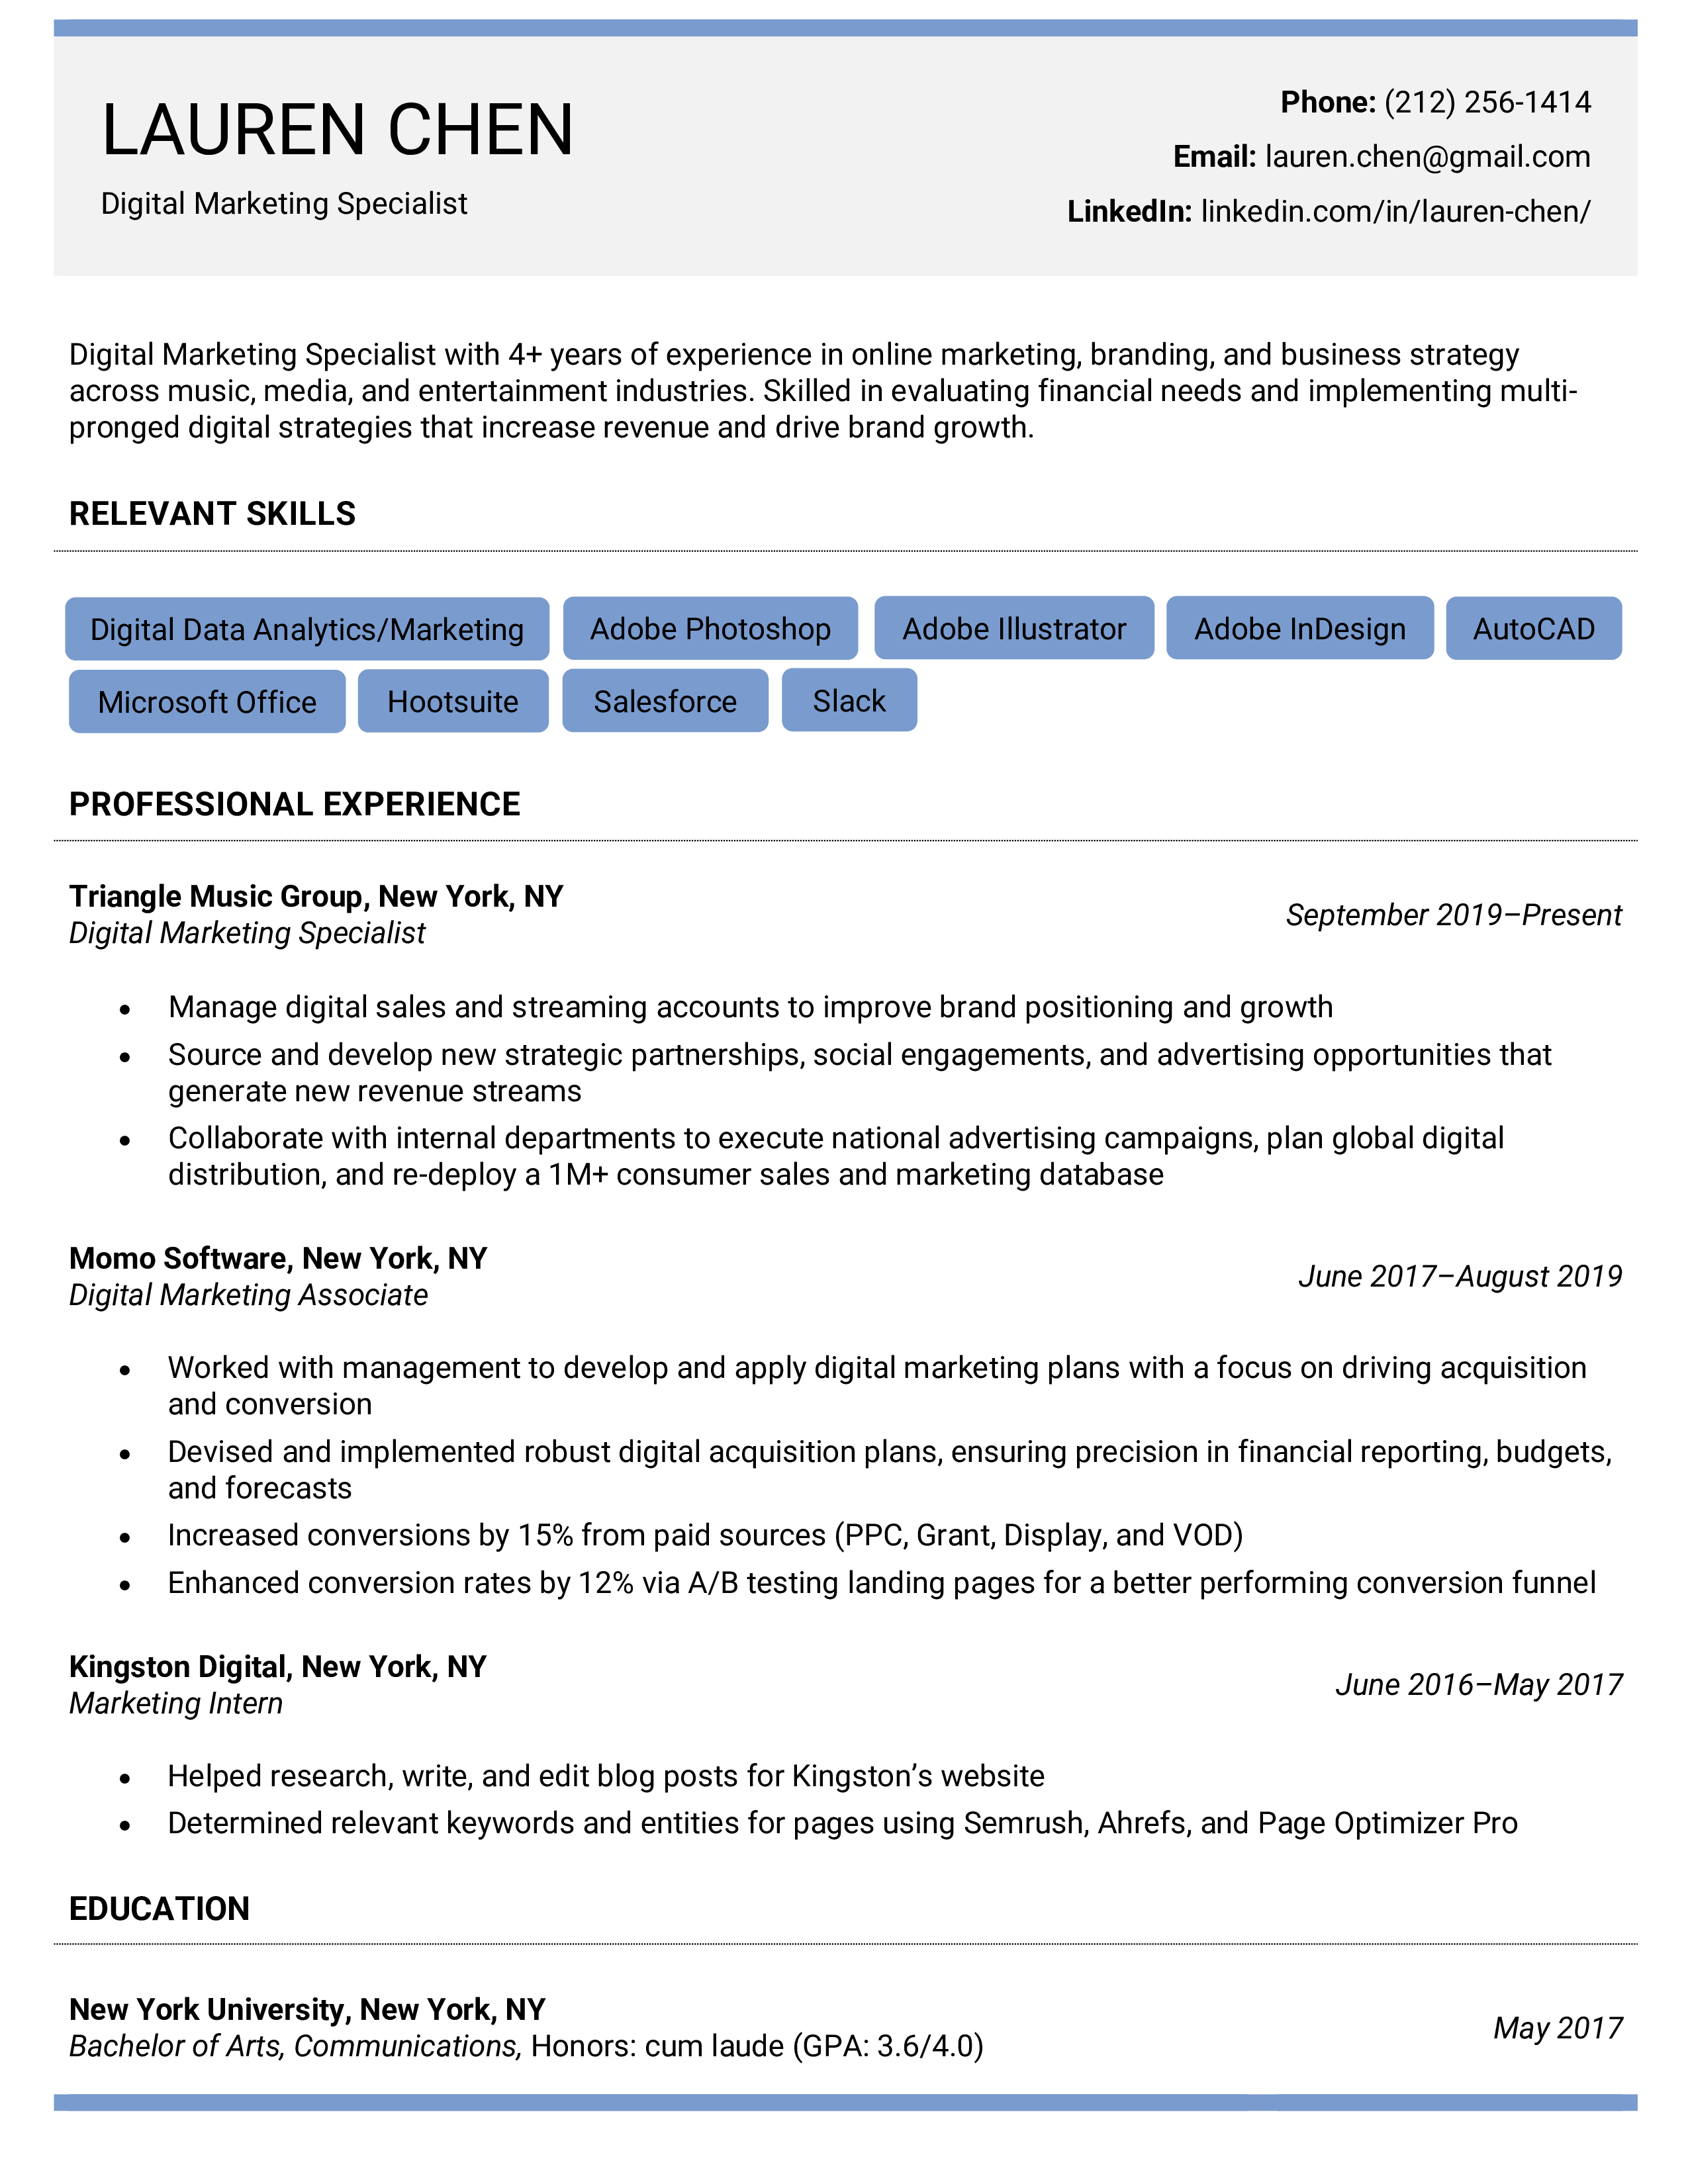 LAUREN CHEN
Digital Marketing Specialist
Phone: (212) 256-1414
Email: lauren.chen@gmail.com
LinkedIn: linkedin.com/in/lauren-chen/
Digital Marketing Specialist with 4+ years of experience in online marketing, branding, and business strategy
across music, media, and entertainment industries. Skilled in evaluating financial needs and implementing multi-
pronged digital strategies that increase revenue and drive brand growth.
RELEVANT SKILLS
Digital Data Analytics/Marketing Adobe Photoshop Adobe Illustrator Adobe InDesign AutoCAD
Microsoft Office Hootsuite Salesforce Slack
PROFESSIONAL EXPERIENCE
Triangle Music Group, New York, NY
Digital Marketing Specialist
September 2019–Present
• Manage digital sales and streaming accounts to improve brand positioning and growth
• Source and develop new strategic partnerships, social engagements, and advertising opportunities that
generate new revenue streams
• Collaborate with internal departments to execute national advertising campaigns, plan global digital
distribution, and re-deploy a 1M+ consumer sales and marketing database
Momo Software, New York, NY
Digital Marketing Associate
June 2017–August 2019
• Worked with management to develop and apply digital marketing plans with a focus on driving acquisition
and conversion
• Devised and implemented robust digital acquisition plans, ensuring precision in financial reporting, budgets,
and forecasts
• Increased conversions by 15% from paid sources (PPC, Grant, Display, and VOD)
• Enhanced conversion rates by 12% via A/B testing landing pages for a better performing conversion funnel
Kingston Digital, New York, NY
Marketing Intern
June 2016–May 2017
• Helped research, write, and edit blog posts for Kingston’s website
• Determined relevant keywords and entities for pages using Semrush, Ahrefs, and Page Optimizer Pro
EDUCATION
New York University, New York, NY
Bachelor of Arts, Communications, Honors: cum laude (GPA: 3.6/4.0)
May 2017